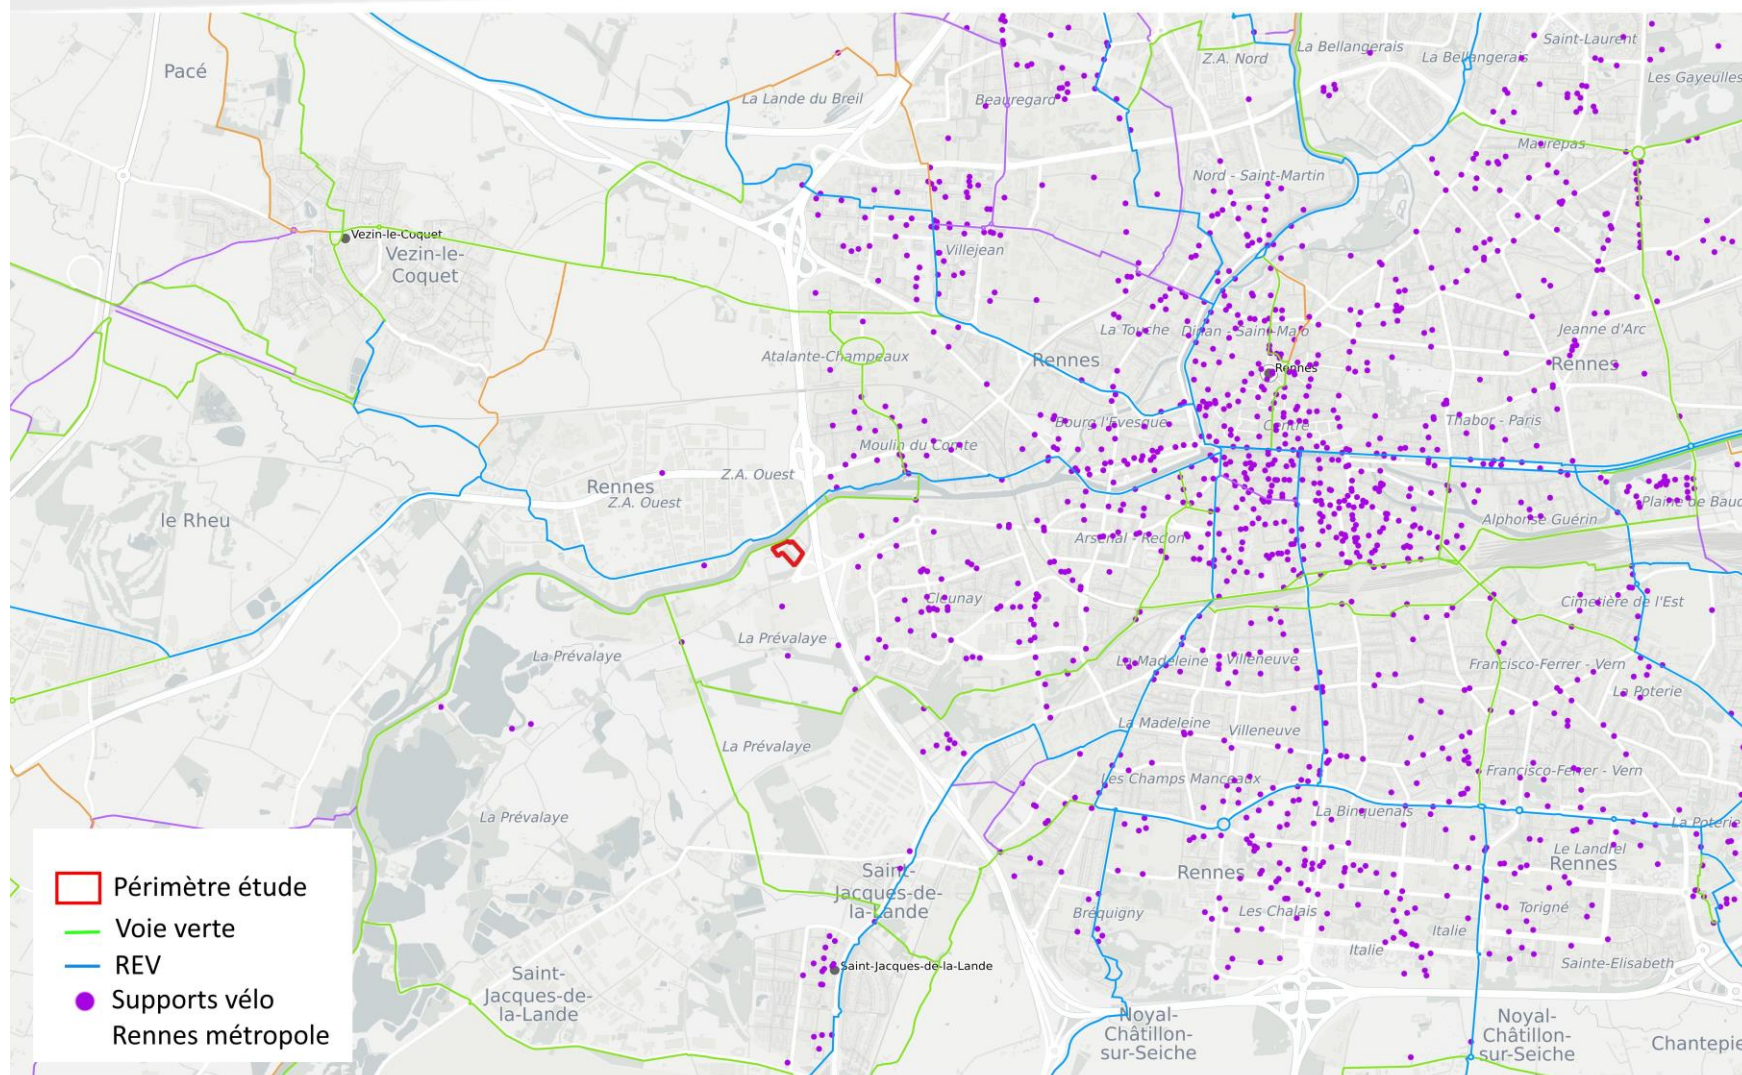 Pacé
La Lande du Breil
Beauregard
Z.A. Nord
La Bellangerais
La Bellangerais
Saint-Laurent
Les Gayeulles
Maurepas
Nord - Saint-Martin
Vezin-le-Coquet
Vezin-le-
Coquet
Villejean
La Touche
Dinan - Saint-Malo
Jeanne d'Arc
Atalante-Champeaux
Rennes
Rennes
Rennes
Bourg l'Evesque
Centre
Thabor - Paris
Moulin du Comte
Z.A. Ouest
Rennes
Z.A. Ouest
le Rheu
Plaine de Baud
Alphonse Guérin
Arsenal - Redon
Cleunay
Cimetière de l'Est
La Prévalaye
La Prévalaye
La Madeleine
Villeneuve
Francisco-Ferrer - Vern
La Poterie
La Madeleine
Villeneuve
La Prévalaye
Les Champs Manceaux
Francisco-Ferrer - Vern
La Prévalaye
La Binquenais
La Poterie
Le Landrel
Rennes
Rennes
Saint-
Jacques-de-
la-Lande
Bréquigny
Les Chalais
Torigné
Italie
Italie
Sainte-Elisabeth
Saint-Jacques-de-la-Lande
Saint-
Jacques-de-
la-Lande
Noyal-
Châtillon-
sur-Seiche
Noyal-
Châtillon-
sur-Seiche
Chantepie
Périmètre étude
Voie verte
REV
Supports vélo
Rennes métropole